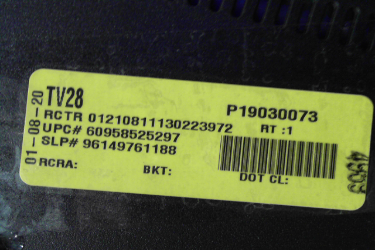 01-08-20
TV28
P19030073
RCTR 01210811130223972
RT :1
UPC# 60958525297
SLP# 96149761188
RCRA:
BKT:
DOT CL: